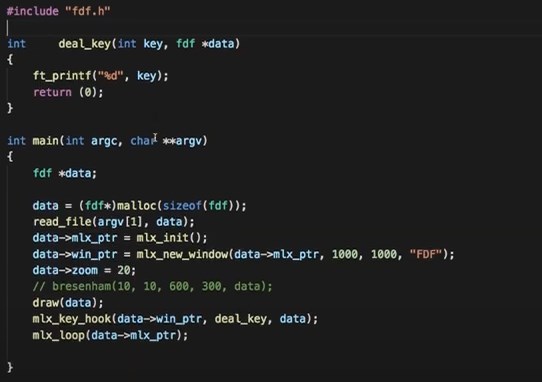 #include "fdf.h"
int     deal_key(int key, fdf *data)
{
    ft_printf("%d", key);
    return (0);
}
int main(int argc, char **argv)
{
    fdf *data;
    data = (fdf*)malloc(sizeof(fdf));
    read_file(argv[1], data);
    data->mlx_ptr = mlx_init();
    data->win_ptr = mlx_new_window(data->mlx_ptr, 1000, 1000, "FDF");
    data->zoom = 20;
    // bresenham(10, 10, 600, 300, data);
    draw(data);
    mlx_key_hook(data->win_ptr, deal_key, data);
    mlx_loop(data->mlx_ptr);
}